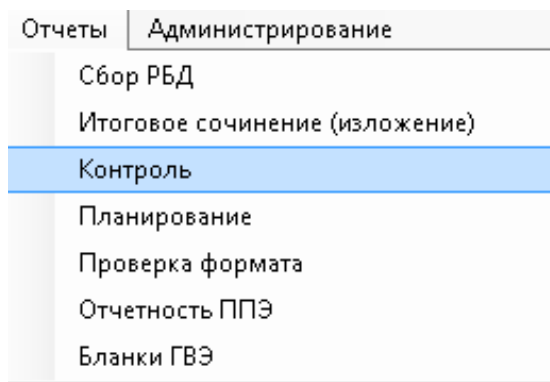 Отчеты Администрирование
Сбор РБД
Итоговое сочинение (изложение)
Контроль
Планирование
Проверка формата
Отчетность ППЭ
Бланки ГВЭ